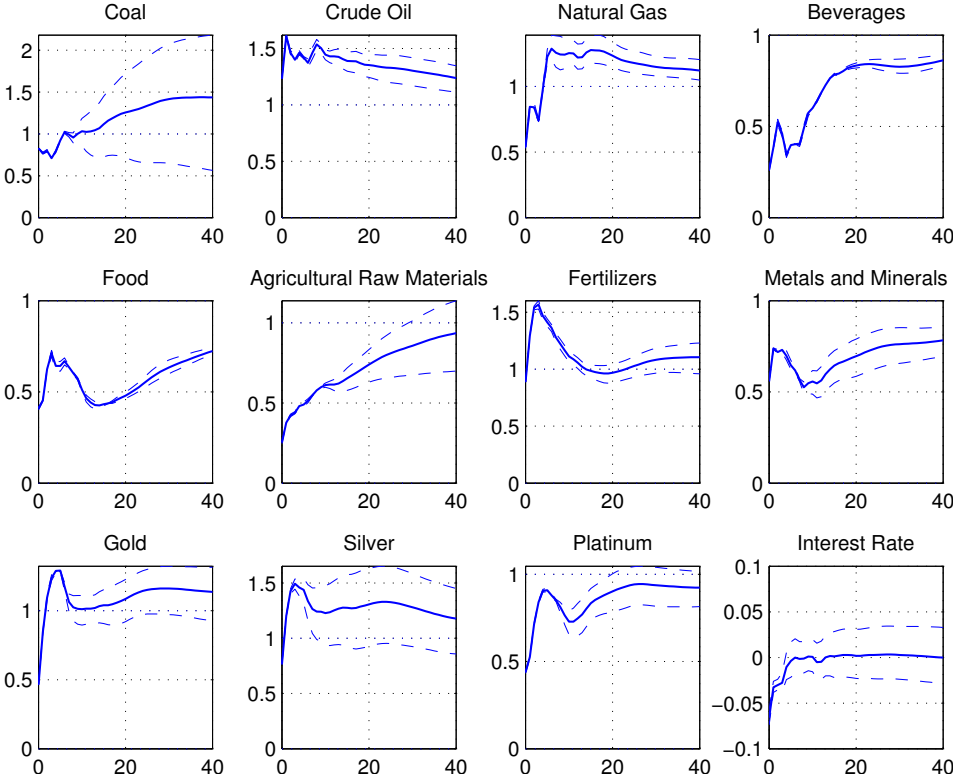 Coal Crude Oil Natural Gas Beverages
2 1.5 1 0.5 0
1.5 1 0.5 0
1 0.5 0
1 0.5 0
0 20 40 0 20 40 0 20 40 0 20 40
Food Agricultural Raw Materials Fertilizers Metals and Minerals
1 0.5 0
1 0.5 0
1.5 1 0.5 0
1 0.5 0
0 20 40 0 20 40 0 20 40 0 20 40
Gold Silver Platinum Interest Rate
1 0.5 0
1.5 1 0.5 0
1 0.5 0
0.1 0.05 0 −0.05 −0.1
0 20 40 0 20 40 0 20 40 0 20 40